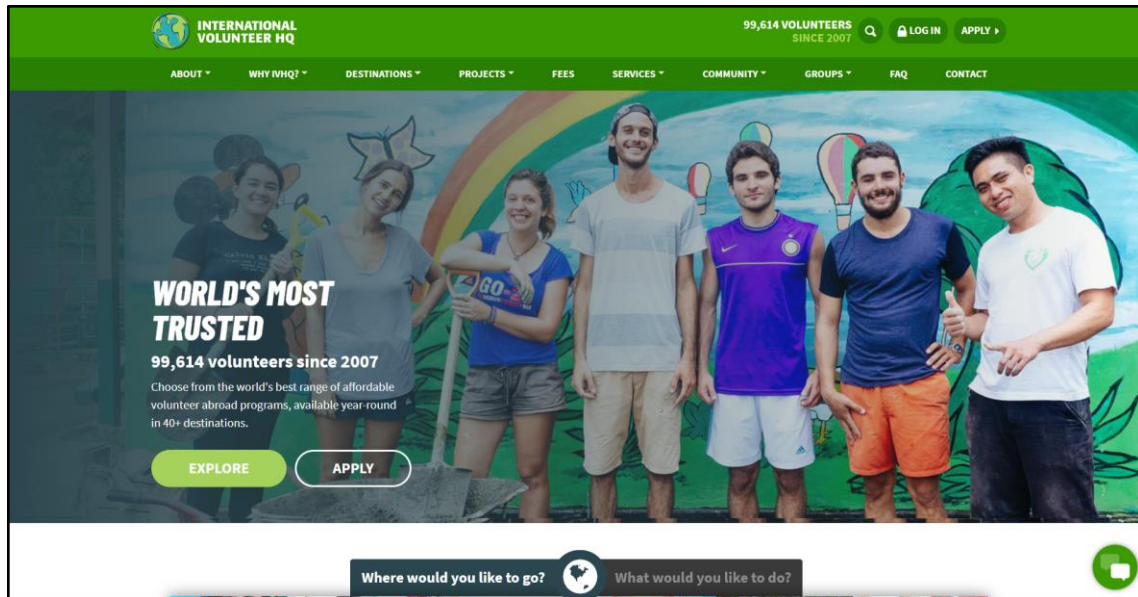 INTERNATIONAL
VOLUNTEER HQ
99,614 VOLUNTEERS
SINCE 2007
LOG IN
APPLY
ABOUT
WHY IVHQ?
DESTINATIONS
PROJECTS
FEES
SERVICES
COMMUNITY
GROUPS
FAQ
CONTACT
GO
WORLD'S MOST
TRUSTED
99,614 volunteers since 2007
Choose from the world's best range of affordable
volunteer abroad programs, available year-round
in 40+ destinations.
EXPLORE
APPLY
Where would you like to go?
What would you like to do?